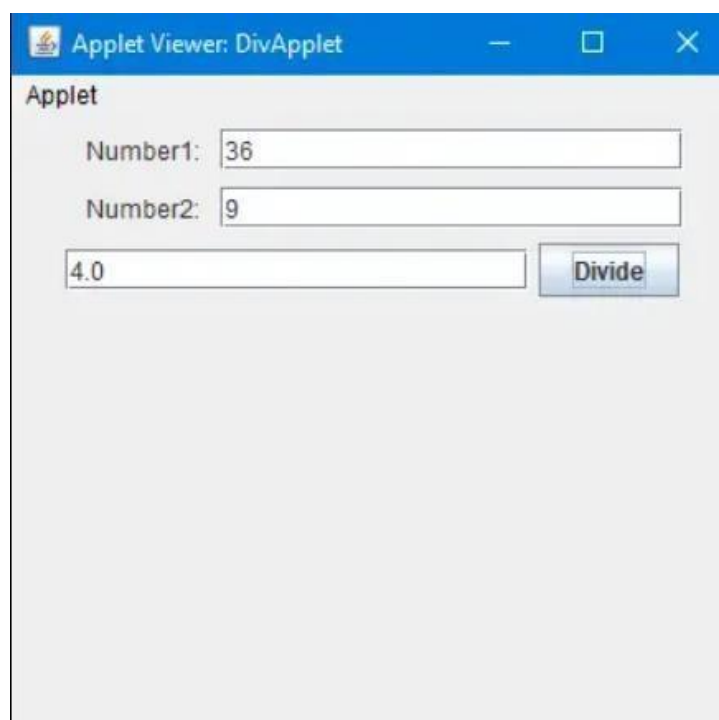 Applet Viewer: DivApplet
Applet
Number1: 36
Number2: 9
4.0 Divide